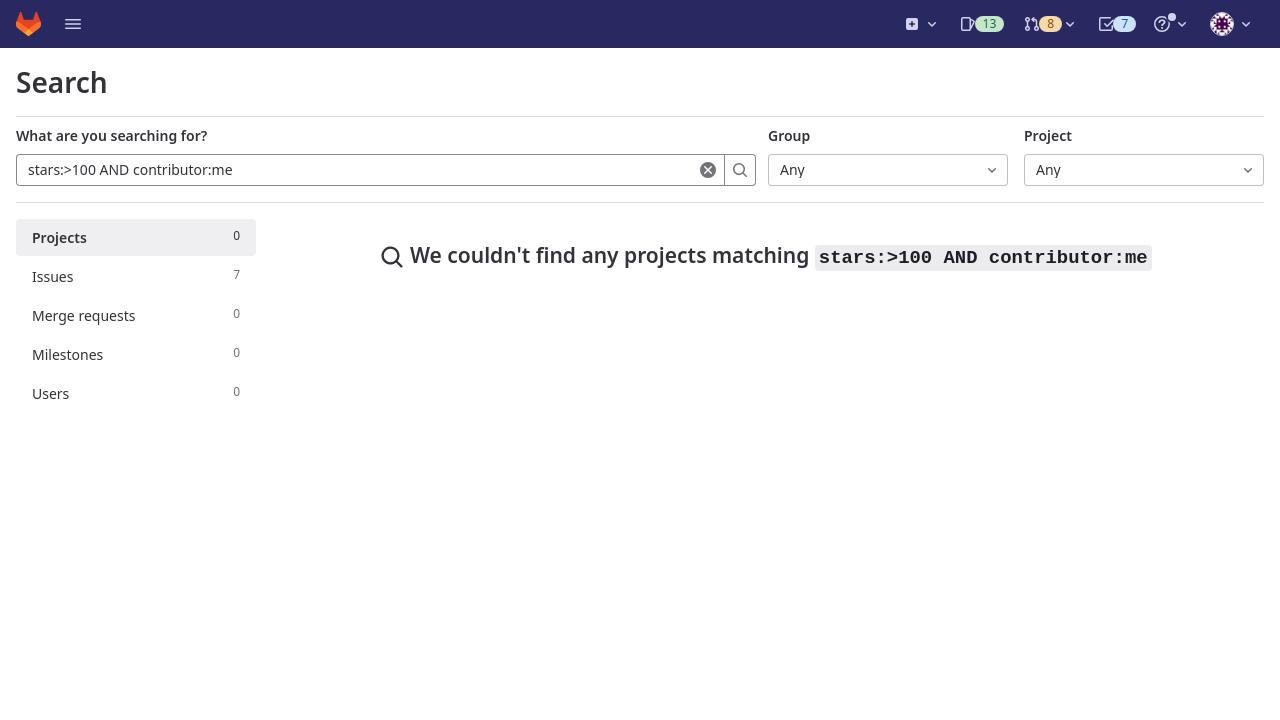 13
8
7
Search
What are you searching for?
Group
Project
stars:>100 AND contributor:me
Any
Any
Projects 0
Issues 7
Merge requests 0
Milestones 0
Users 0
We couldn't find any projects matching stars:>100 AND contributor:me